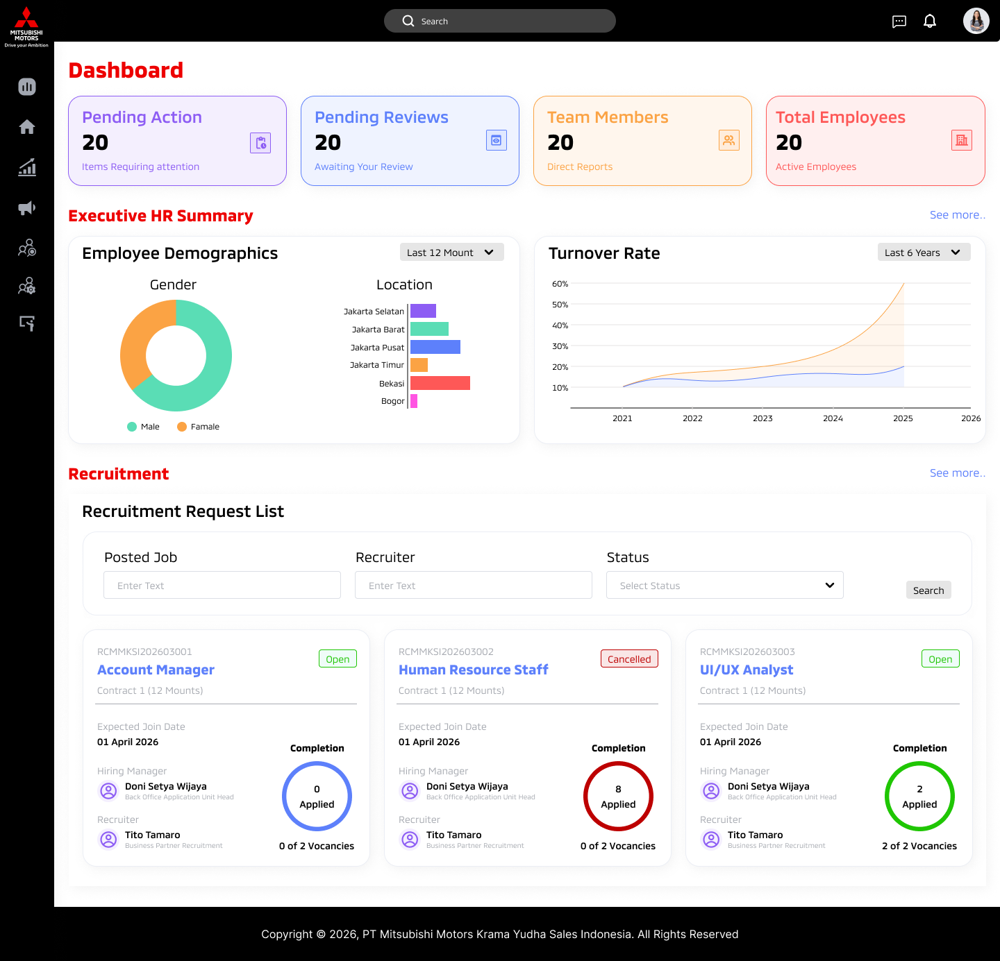 MITSUBISHI
MOTORS
Drive your Ambition
Search
Dashboard
Pending Action
20
Items Requiring attention
Pending Reviews
20
Awaiting Your Review
Team Members
20
Direct Reports
Total Employees
20
Active Employees
Executive HR Summary
See more..
Employee Demographics
Last 12 Mount
Gender
Male
Famale
Location
Jakarta Selatan
Jakarta Barat
Jakarta Pusat
Jakarta Timur
Bekasi
Bogor
Turnover Rate
Last 6 Years
60%
50%
40%
30%
20%
10%
2021 2022 2023 2024 2025 2026
Recruitment
See more..
Recruitment Request List
Posted Job
Enter Text
Recruiter
Enter Text
Status
Select Status
Search
RCMMKSI202603001
Open
Account Manager
Contract 1 (12 Mounts)
Expected Join Date
01 April 2026
Hiring Manager
Doni Setya Wijaya
Back Office Application Unit Head
Recruiter
Tito Tamaro
Business Partner Recruitment
Completion
0
Applied
0 of 2 Vocancies
RCMMKSI202603002
Cancelled
Human Resource Staff
Contract 1 (12 Mounts)
Expected Join Date
01 April 2026
Hiring Manager
Doni Setya Wijaya
Back Office Application Unit Head
Recruiter
Tito Tamaro
Business Partner Recruitment
Completion
8
Applied
0 of 2 Vocancies
RCMMKSI202603003
Open
UI/UX Analyst
Contract 1 (12 Mounts)
Expected Join Date
01 April 2026
Hiring Manager
Doni Setya Wijaya
Back Office Application Unit Head
Recruiter
Tito Tamaro
Business Partner Recruitment
Completion
2
Applied
2 of 2 Vocancies
Copyright © 2026, PT Mitsubishi Motors Krama Yudha Sales Indonesia. All Rights Reserved